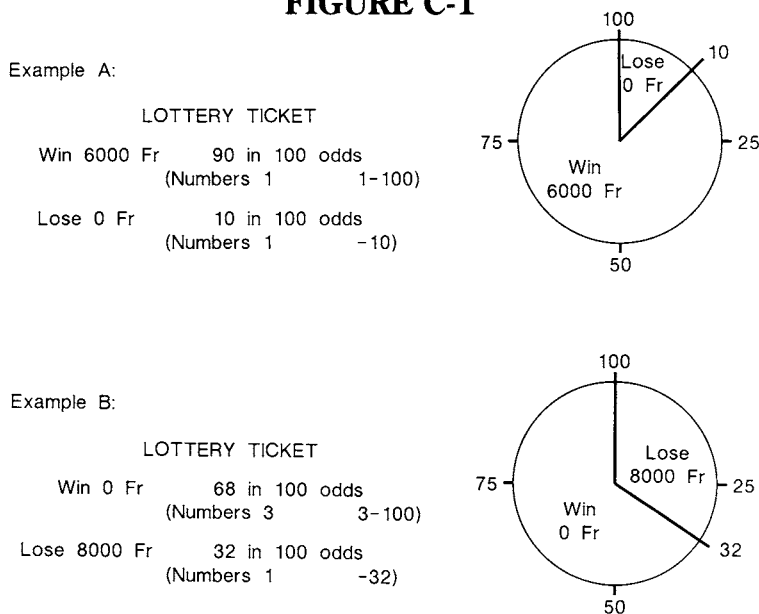 FIGURE C-1
Example A:
LOTTERY TICKET
Win 6000 Fr 90 in 100 odds
(Numbers 1 1-100)
Lose 0 Fr 10 in 100 odds
(Numbers 1 -10)
100
10
Lose
0 Fr
75
25
Win
6000 Fr
50
Example B:
LOTTERY TICKET
Win 0 Fr 68 in 100 odds
(Numbers 3 3-100)
Lose 8000 Fr 32 in 100 odds
(Numbers 1 -32)
100
Lose
8000 Fr
75
25
Win
0 Fr
32
50